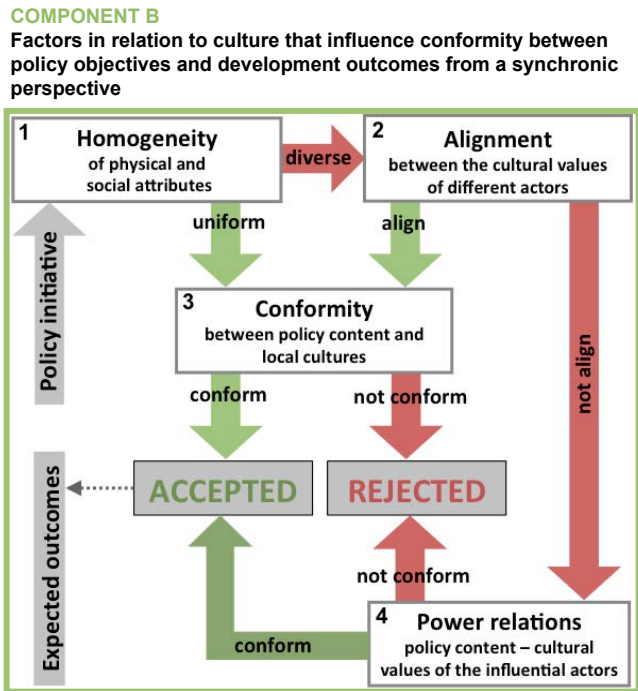 COMPONENT B
Factors in relation to culture that influence conformity between
policy objectives and development outcomes from a synchronic
perspective
1
Homogeneity
of physical and
social attributes
diverse
2
Alignment
between the cultural values
of different actors
uniform
align
Policy initiative
3
Conformity
between policy content and
local cultures
not align
conform
not conform
ACCEPTED
REJECTED
Expected outcomes
not conform
conform
4
Power relations
policy content – cultural
values of the influential actors